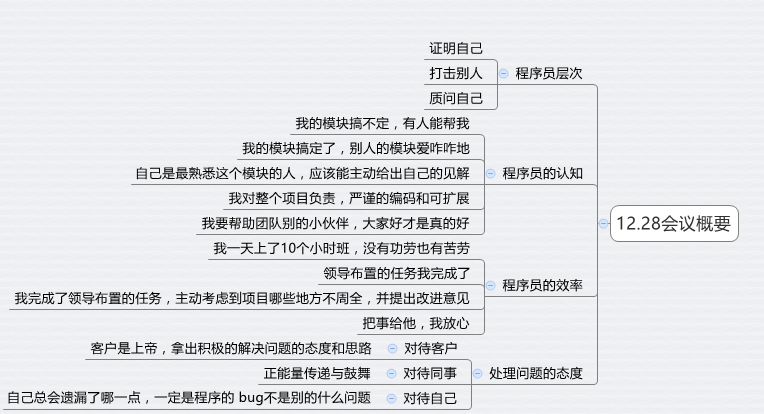 证明自己
打击别人
程序员层次
质问自己
我的模块搞不定，有人能帮我
我的模块搞定了，别人的模块爱咋咋地
自己是最熟悉这个模块的人，应该能主动给出自己的见解
程序员的认知
我对整个项目负责，严谨的编码和可扩展
我要帮助团队别的小伙伴，大家好才是真的好
12.28会议概要
我一天上了10个小时班，没有功劳也有苦劳
领导布置的任务我完成了
程序员的效率
我完成了领导布置的任务，主动考虑到项目哪些地方不周全，并提出改进意见
把事给他，我放心
客户是上帝，拿出积极的解决问题的态度和思路
对待客户
正能量传递与鼓舞
对待同事
处理问题的态度
自己总会遗漏了哪一点，一定是程序的 bug不是别的什么问题
对待自己